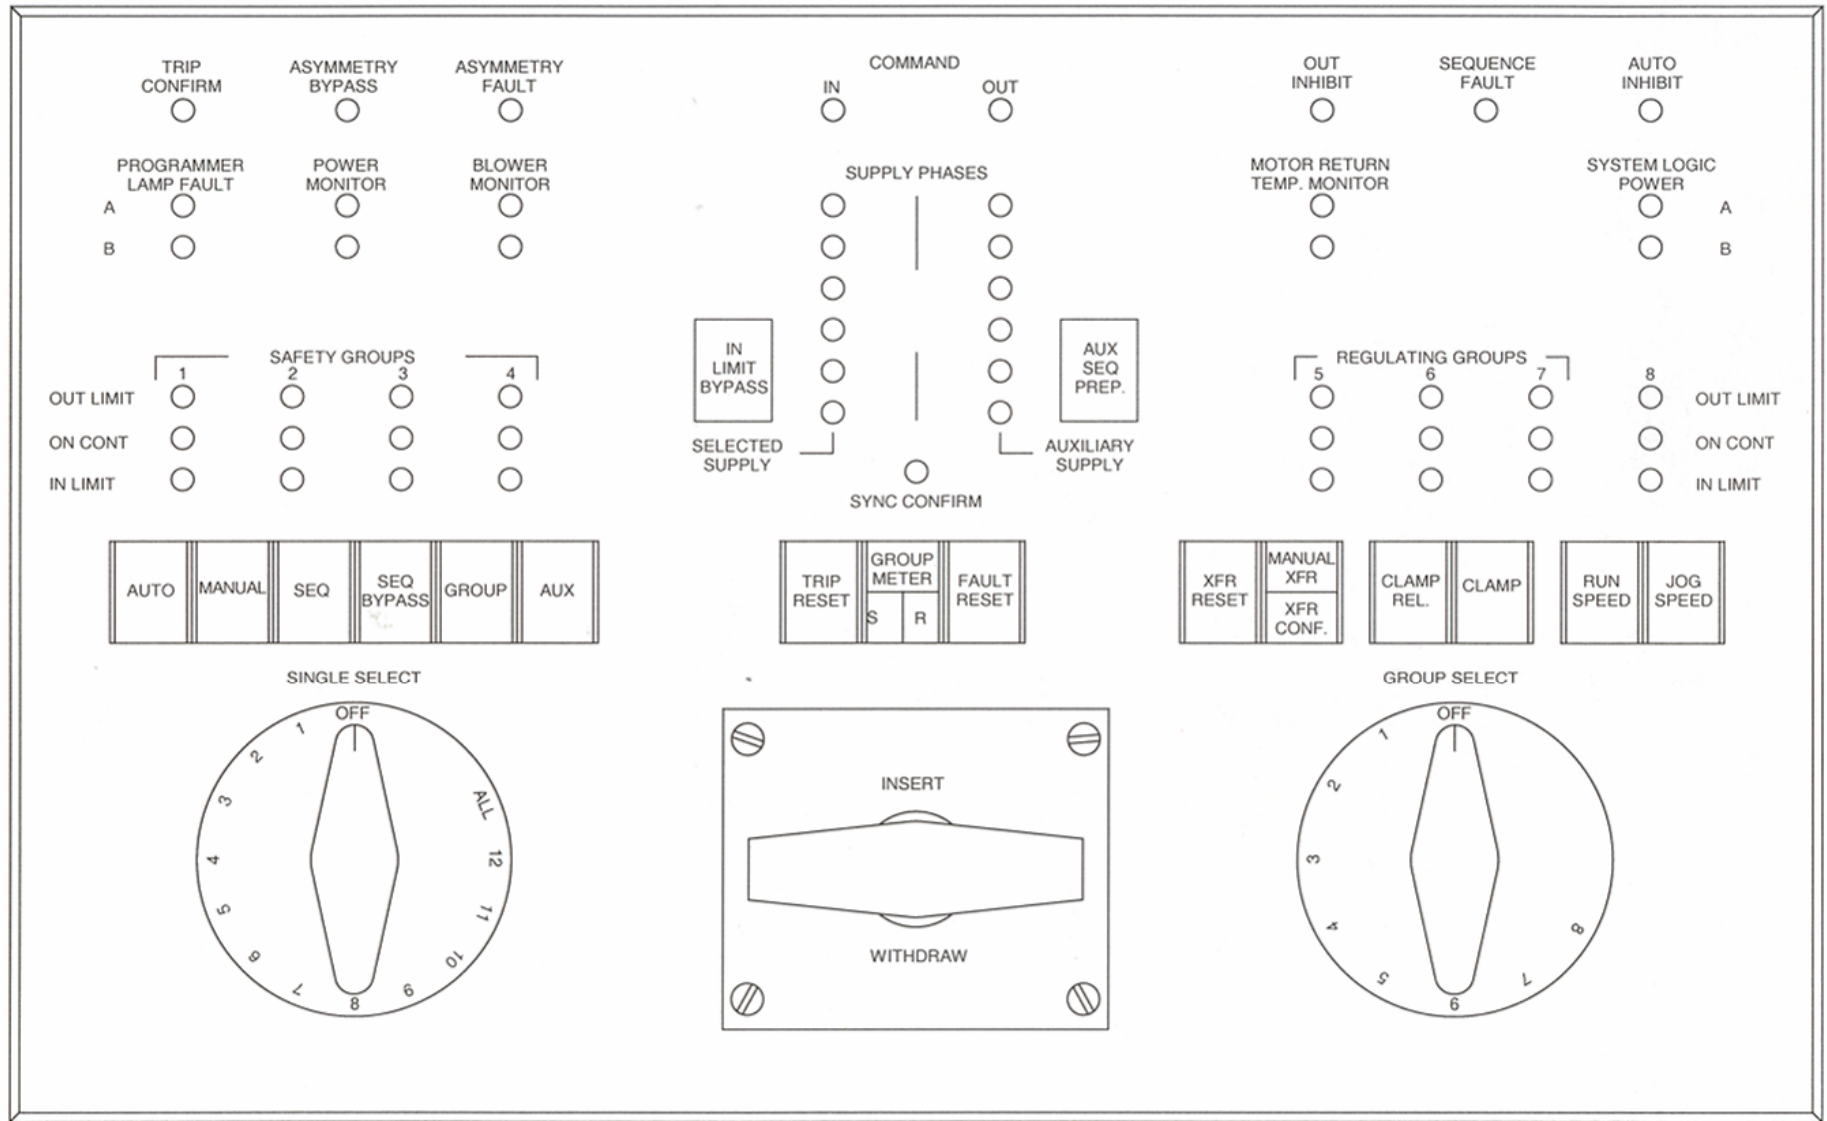 TRIP
CONFIRM
ASYMMETRY
BYPASS
ASYMMETRY
FAULT
COMMAND
IN
OUT
OUT
INHIBIT
SEQUENCE
FAULT
AUTO
INHIBIT
PROGRAMMER
LAMP FAULT
POWER
MONITOR
BLOWER
MONITOR
A
B
SUPPLY PHASES
MOTOR RETURN
TEMP. MONITOR
SYSTEM LOGIC
POWER
A
B
IN
LIMIT
BYPASS
AUX
SEQ
PREP.
SELECTED
SUPPLY
AUXILIARY
SUPPLY
SYNC CONFIRM
SAFETY GROUPS
1 2 3 4
OUT LIMIT
ON CONT
IN LIMIT
REGULATING GROUPS
5 6 7 8
OUT LIMIT
ON CONT
IN LIMIT
AUTO
MANUAL
SEQ
SEQ
BYPASS
GROUP
AUX
TRIP
RESET
GROUP
METER
S R
FAULT
RESET
XFR
RESET
MANUAL
XFR
XFR
CONF.
CLAMP
REL.
CLAMP
RUN
SPEED
JOG
SPEED
SINGLE SELECT
OFF
1
2
3
4
5
6
7
8
9
10
11
12
ALL
INSERT
WITHDRAW
GROUP SELECT
OFF
1
2
3
4
5
6
7
8